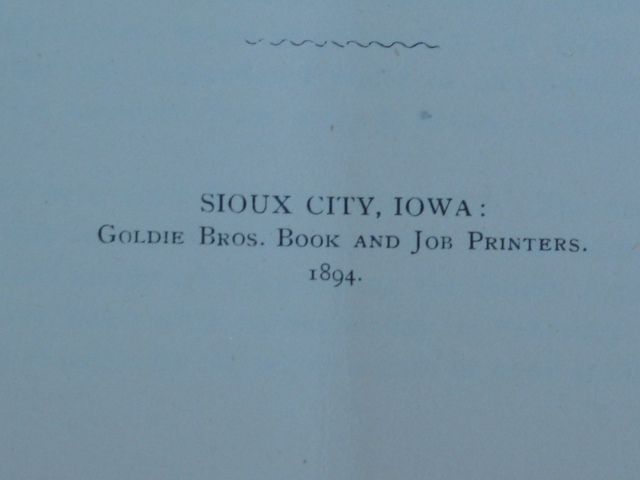 SIOUX CITY, IOWA:
GOLDIE BROS. BOOK AND JOB PRINTERS.
1894.